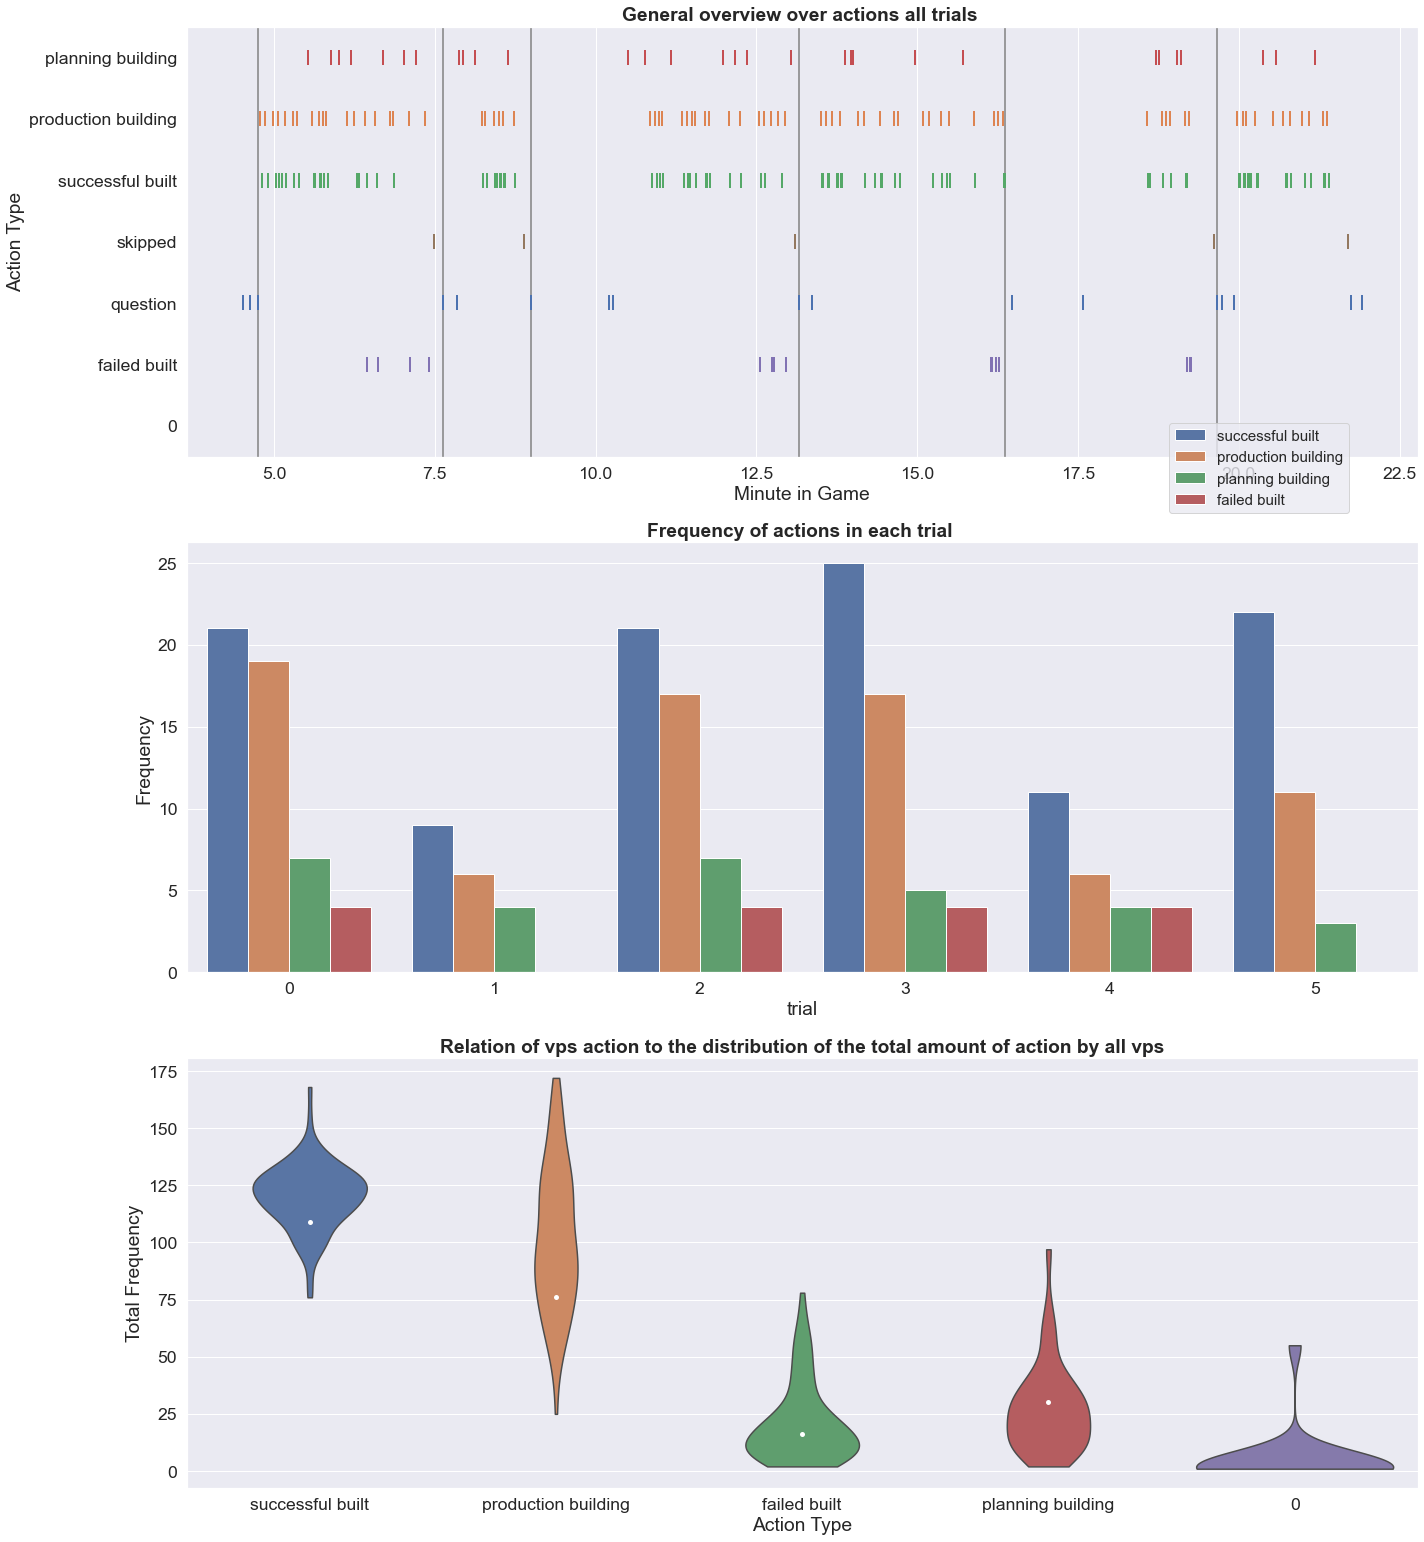 General overview over actions all trials
Action Type
planning building
production building
successful built
skipped
question
failed built
0
5.0 7.5 10.0 12.5 15.0 17.5 20.0 22.5
Minute in Game
successful built
production building
planning building
failed built
Frequency of actions in each trial
Frequency
25
20
15
10
5
0
0 1 2 3 4 5
trial
Relation of vps action to the distribution of the total amount of action by all vps
Total Frequency
175
150
125
100
75
50
25
0
successful built production building failed built planning building 0
Action Type